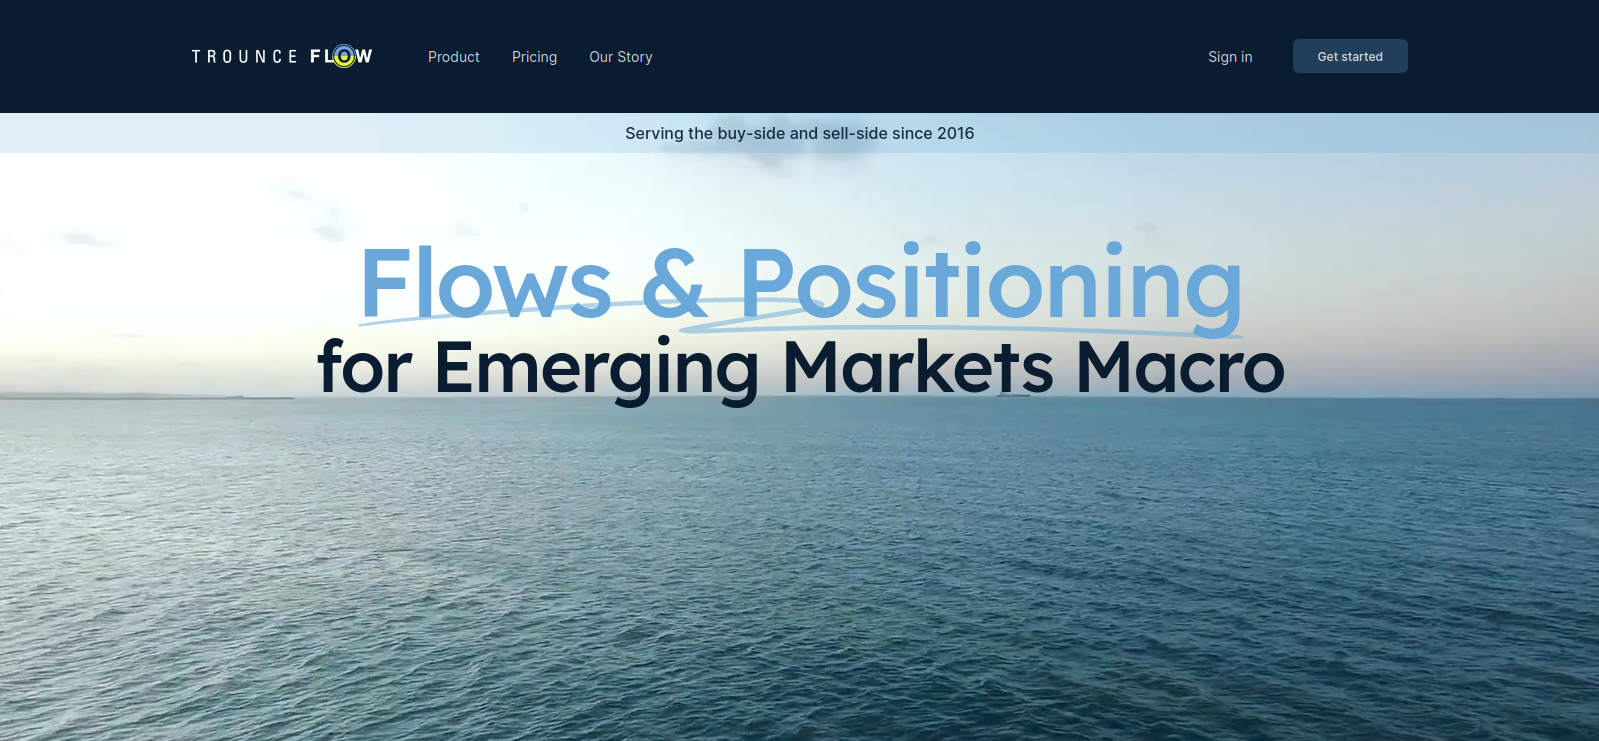 TROUNCE FLOW
Product
Pricing
Our Story
Sign in
Get started
Serving the buy-side and sell-side since 2016
Flows & Positioning
for Emerging Markets Macro